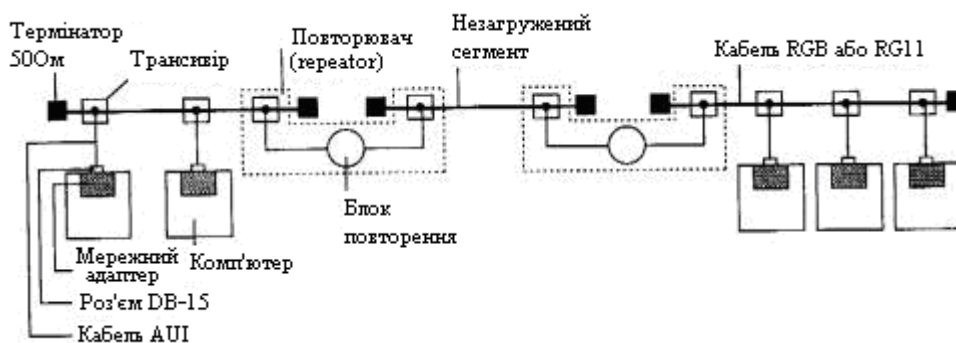 Термінатор
50Ом
Трансивір
Повторювач
(repeator)
Незагружений
сегмент
Кабель RGB або RG11
Блок
повторення
Мережний
адаптер
Комп'ютер
Роз'єм DB-15
Кабель AUI